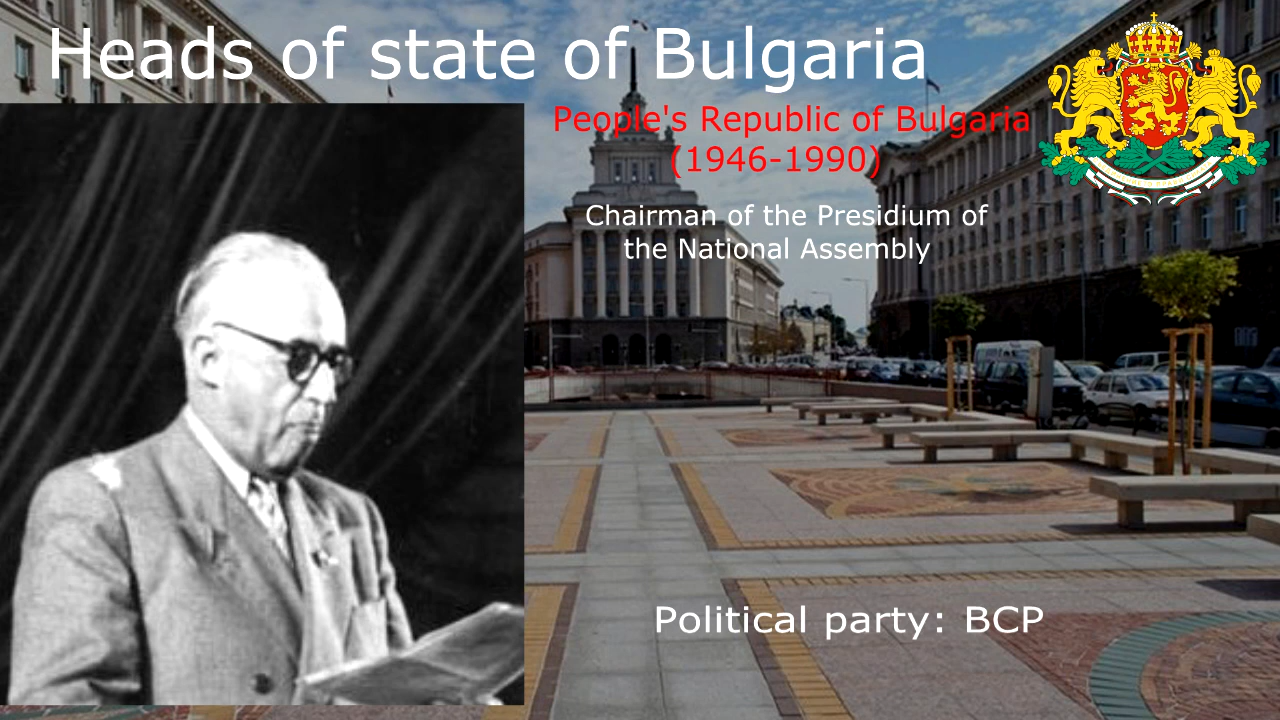 Heads of state of Bulgaria
People's Republic of Bulgaria
(1946-1990)
Chairman of the Presidium of
the National Assembly
Political party: BCP